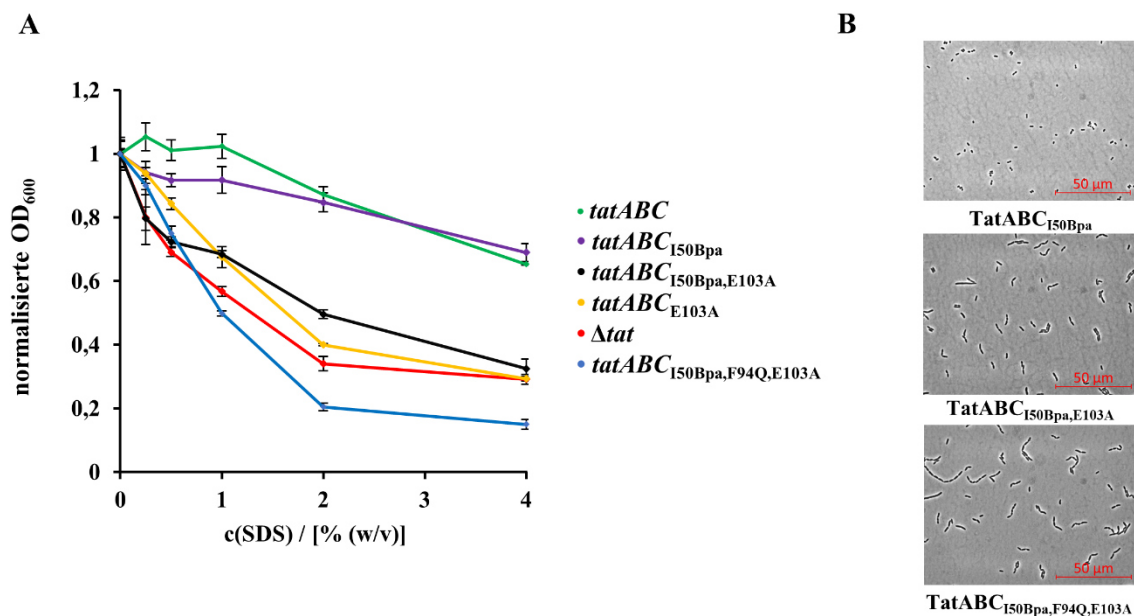 A
B
1,2
1
0,8
0,6
0,4
0,2
0
normalisierte OD600
0
1
2
3
4
c(SDS) / [% (w/v)]
tatABC
tatABCI50Bpa
tatABCI50Bpa,E103A
tatABCE103A
Δtat
tatABCI50Bpa,F94Q,E103A
50 µm
TatABCI50Bpa
50 µm
TatABCI50Bpa,E103A
50 µm
TatABCI50Bpa,F94Q,E103A